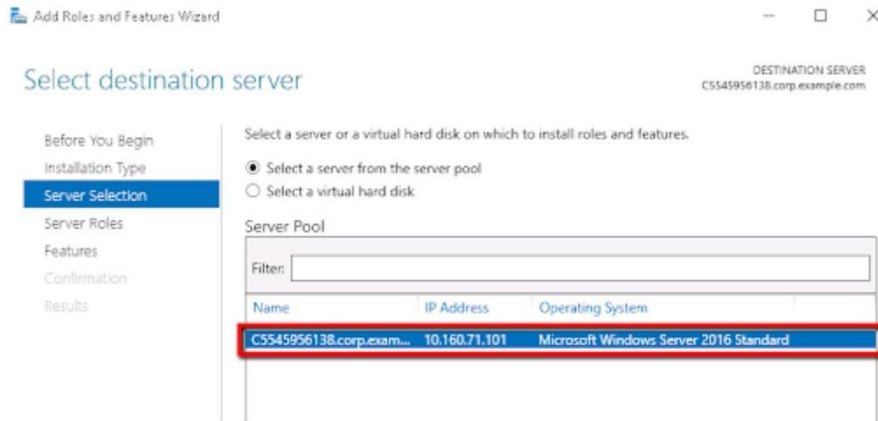 Add Roles and Features Wizard
Select destination server
DESTINATION SERVER
C5545956138.corp.example.com
Before You Begin
Installation Type
Server Selection
Server Roles
Features
Confirmation
Results
Select a server or a virtual hard disk on which to install roles and features.
Select a server from the server pool
Select a virtual hard disk
Server Pool
Filter:
Name IP Address Operating System
C5545956138.corp.exam... 10.160.71.101 Microsoft Windows Server 2016 Standard